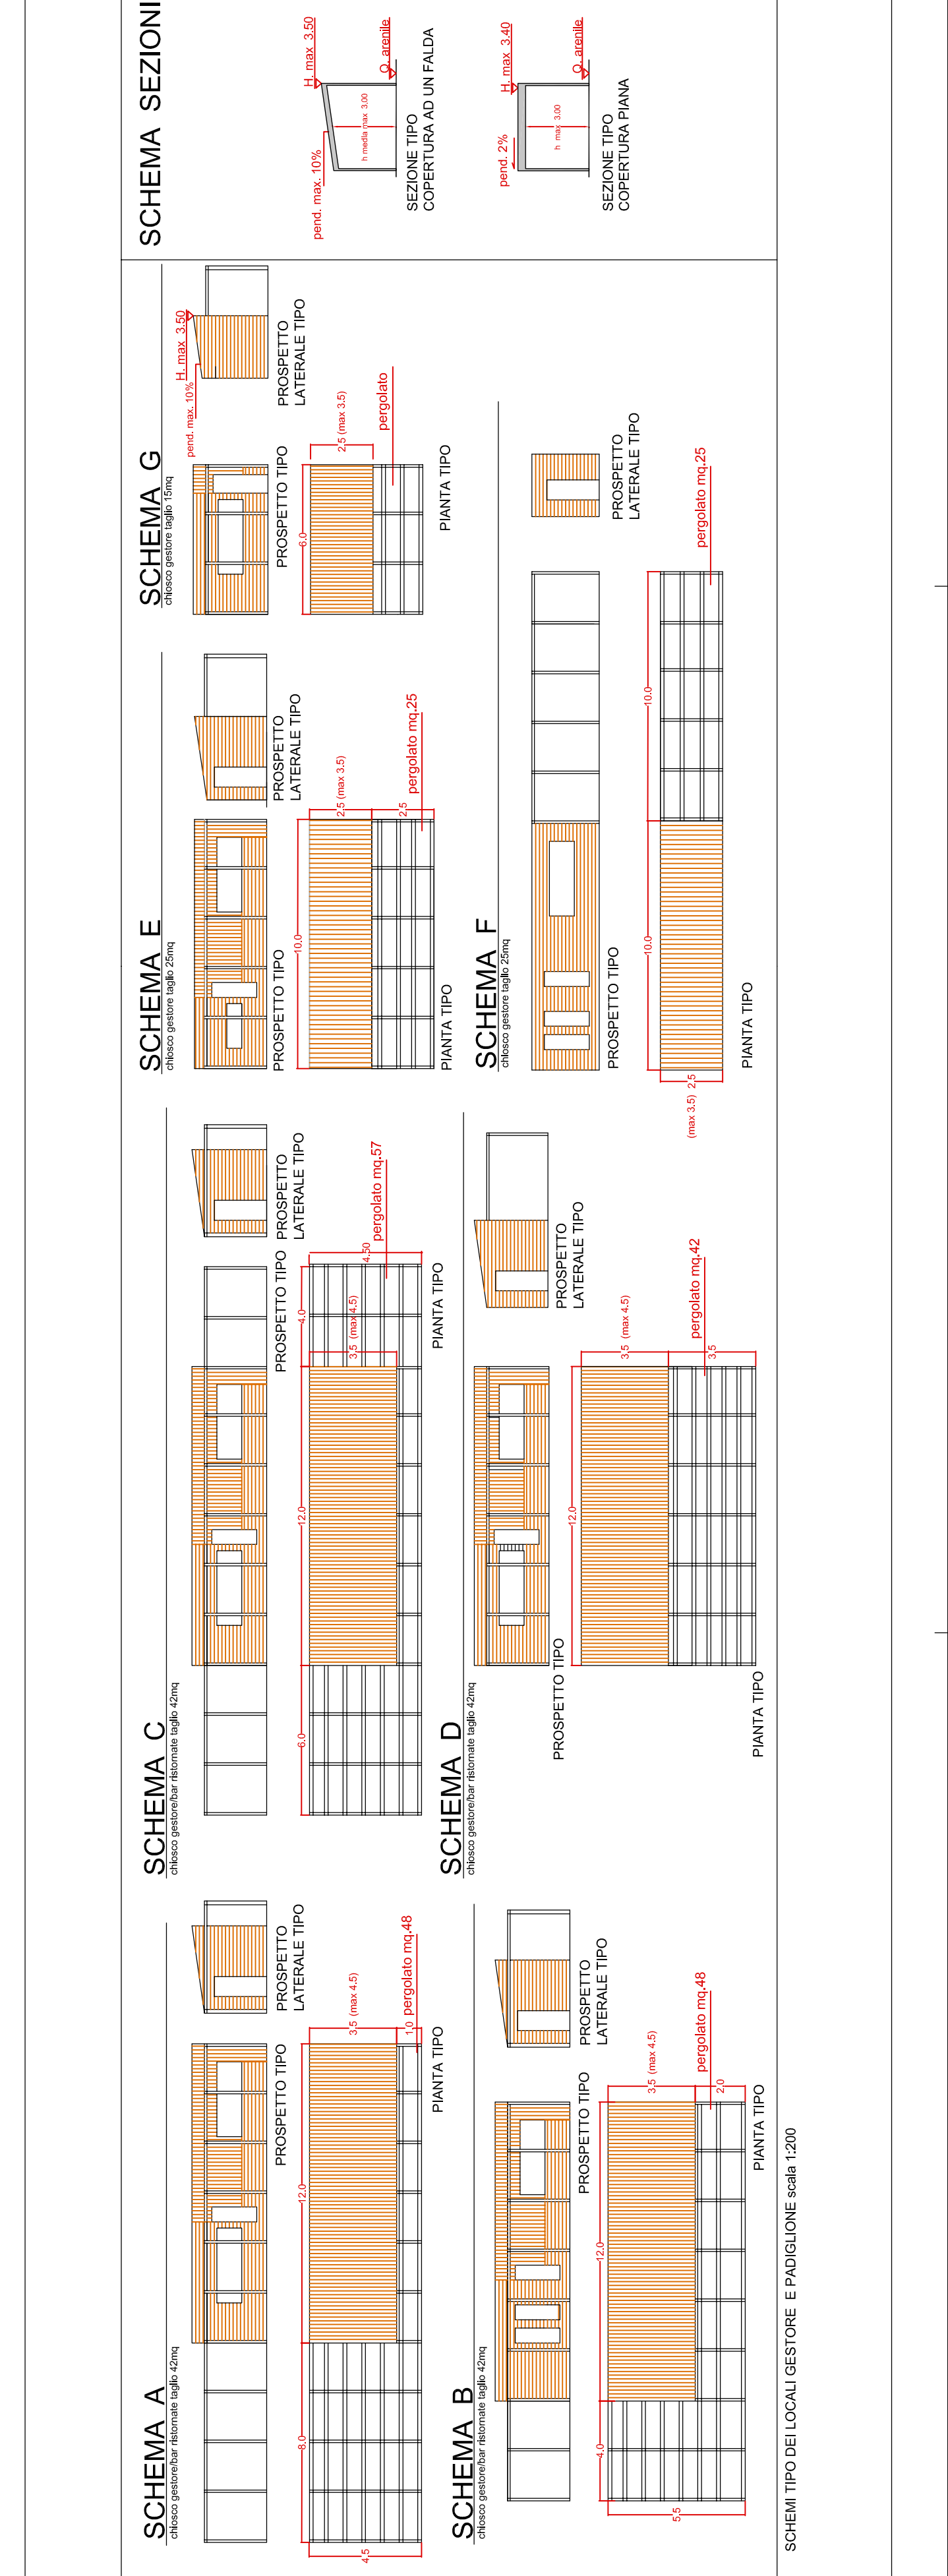 SCHEMA A
chiosco gestore/bar ristornate taglio 42mq
PROSPETTO TIPO
PROSPETTO
LATERALE TIPO
8.0
12.0
3,5 (max 4.5)
1,0
4.5
pergolato mq.48
PIANTA TIPO
SCHEMA B
chiosco gestore/bar ristornate taglio 42mq
PROSPETTO TIPO
PROSPETTO
LATERALE TIPO
4.0
12.0
3,5 (max 4.5)
2,0
5.5
pergolato mq.48
PIANTA TIPO
SCHEMA C
chiosco gestore/bar ristornate taglio 42mq
PROSPETTO TIPO
PROSPETTO
LATERALE TIPO
6.0
12.0
4.0
3,5 (max 4.5)
4.50
pergolato mq.57
PIANTA TIPO
SCHEMA D
chiosco gestore/bar ristornate taglio 42mq
PROSPETTO TIPO
PROSPETTO
LATERALE TIPO
12.0
3,5 (max 4.5)
3,5
pergolato mq.42
PIANTA TIPO
SCHEMA E
chiosco gestore taglio 25mq
PROSPETTO TIPO
PROSPETTO
LATERALE TIPO
10.0
2,5 (max 3.5)
2,5
pergolato mq.25
PIANTA TIPO
SCHEMA F
chiosco gestore taglio 25mq
PROSPETTO TIPO
PROSPETTO
LATERALE TIPO
10.0
10.0
(max 3.5) 2,5
pergolato mq.25
PIANTA TIPO
SCHEMA G
chiosco gestore taglio 15mq
PROSPETTO TIPO
pend. max. 10%
H. max 3.50
PROSPETTO
LATERALE TIPO
6.0
2,5 (max 3.5)
pergolato
PIANTA TIPO
SCHEMA SEZIONI
pend. max. 10%
H. max 3.50
h media max 3.00
Q. arenile
SEZIONE TIPO
COPERTURA AD UN FALDA
pend. 2%
H. max 3.40
h max 3.00
Q. arenile
SEZIONE TIPO
COPERTURA PIANA
SCHEMI TIPO DEI LOCALI GESTORE E PADIGLIONE scala 1:200